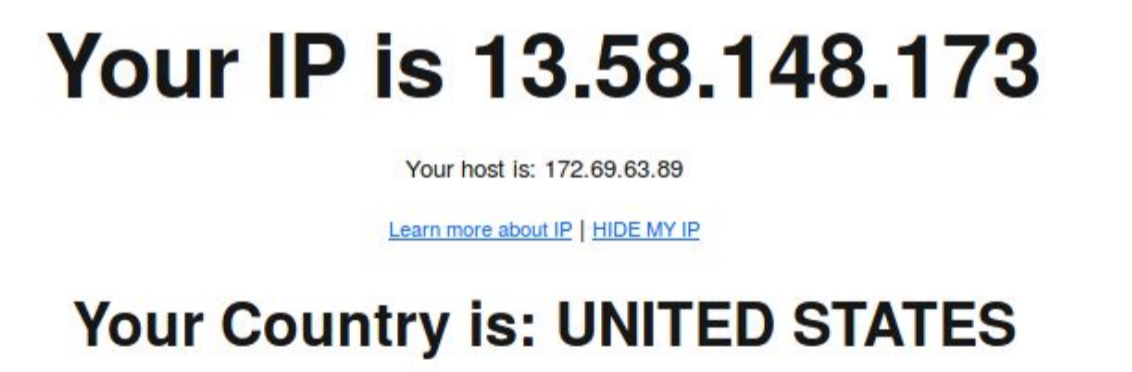 Your IP is 13.58.148.173
Your host is: 172.69.63.89
Learn more about IP | HIDE MY IP
Your Country is: UNITED STATES